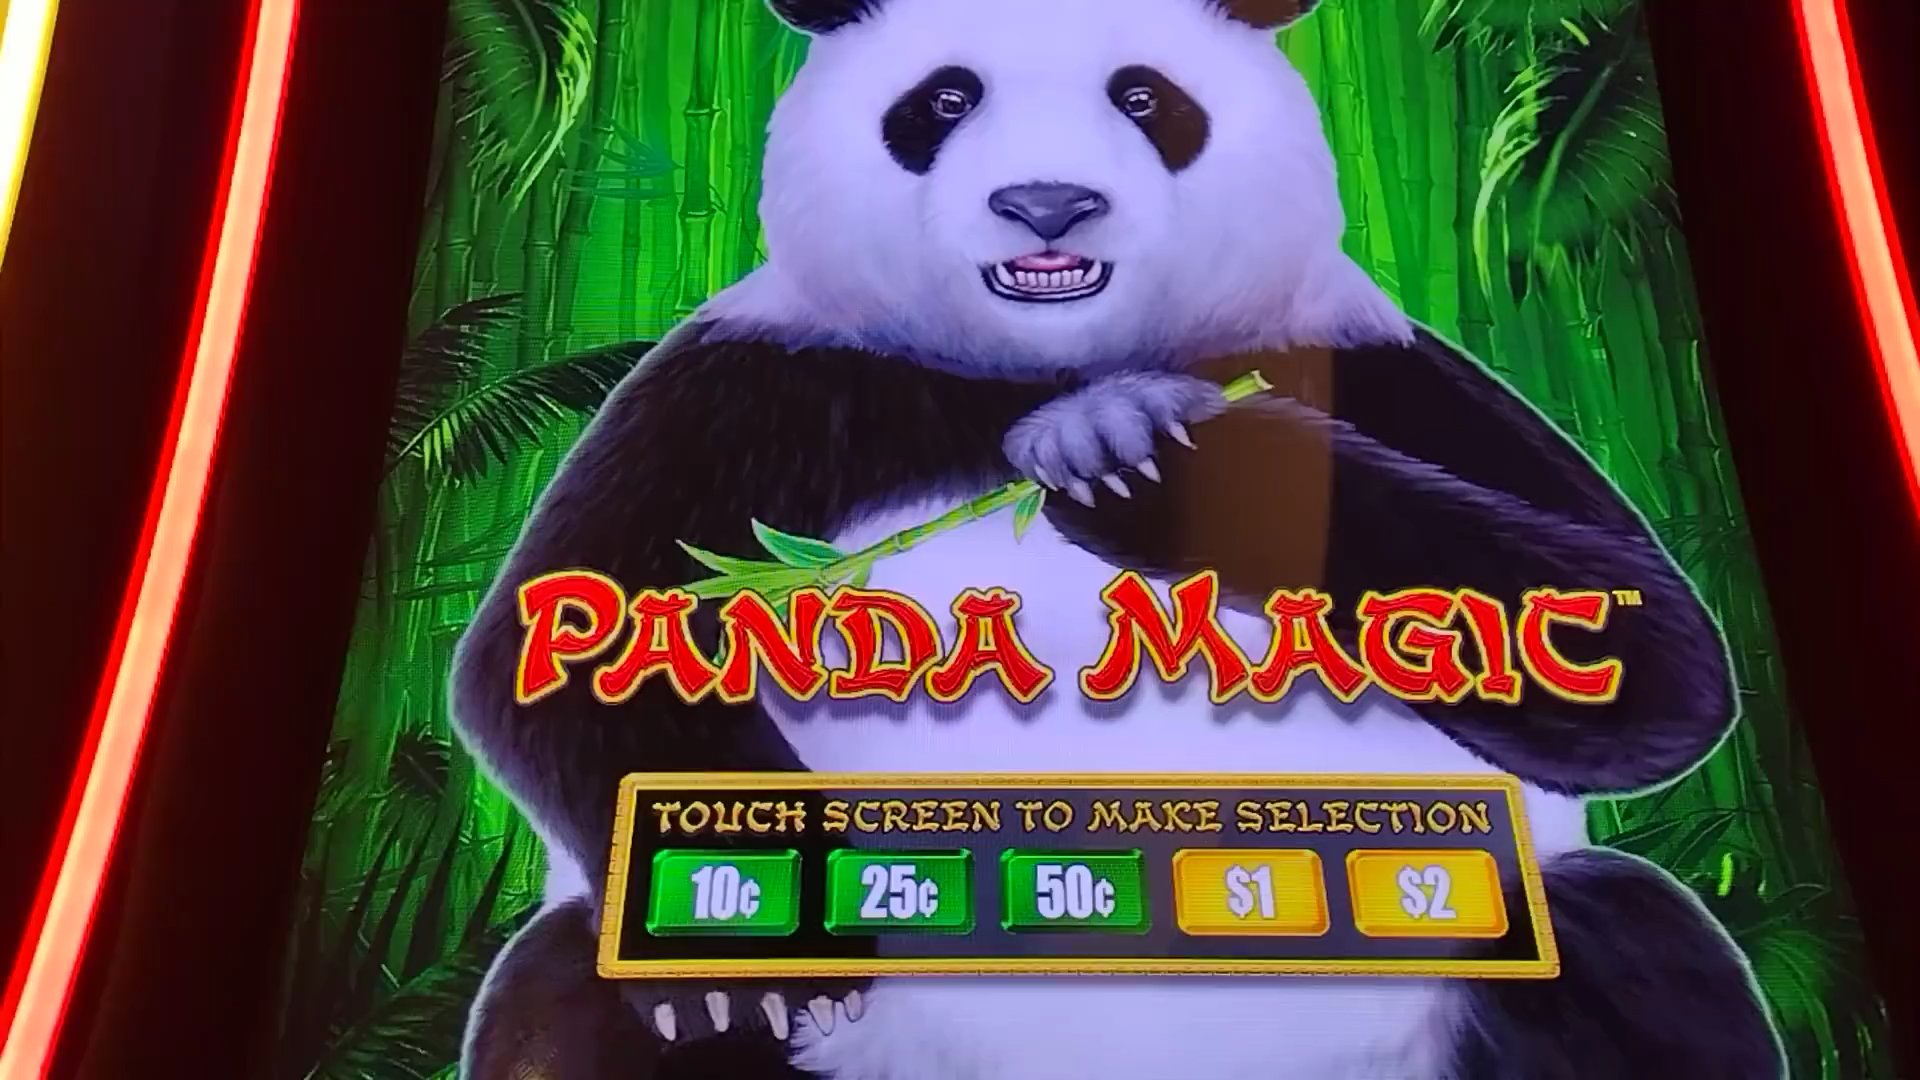 PANDA MAGIC™
TOUCH SCREEN TO MAKE SELECTION
10¢ 25¢ 50¢ $1 $2